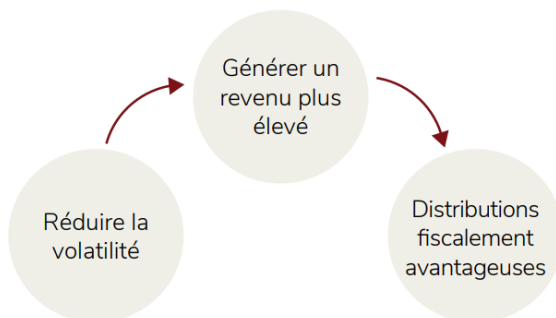 Générer un
revenu plus
élevé
Réduire la
volatilité
Distributions
fiscalement
avantageuses